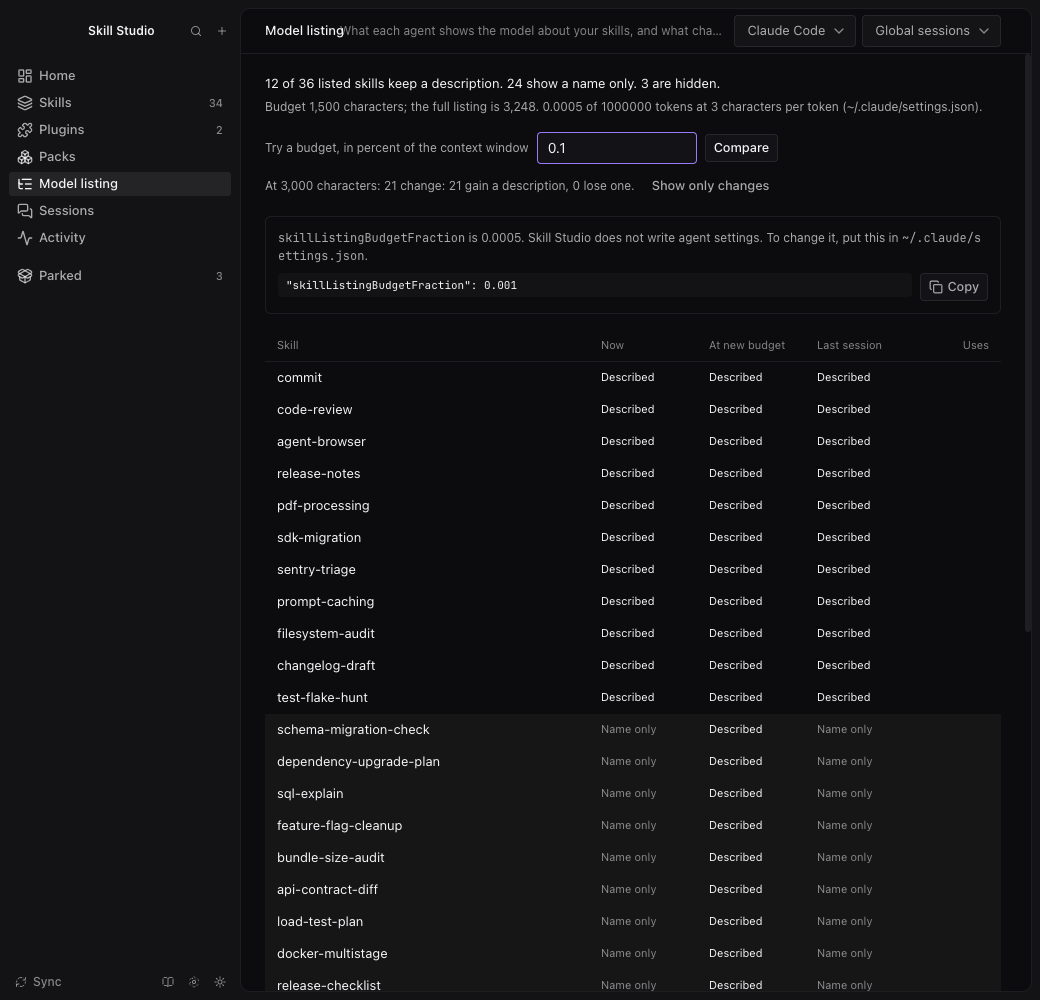 Skill Studio
Home
Skills 34
Plugins 2
Packs
Model listing
Sessions
Activity
Parked 3
Sync
Model listing What each agent shows the model about your skills, and what cha... Claude Code Global sessions
12 of 36 listed skills keep a description. 24 show a name only. 3 are hidden.
Budget 1,500 characters; the full listing is 3,248. 0.0005 of 1000000 tokens at 3 characters per token (~/.claude/settings.json).
Try a budget, in percent of the context window 0.1 Compare
At 3,000 characters: 21 change: 21 gain a description, 0 lose one. Show only changes
skillListingBudgetFraction is 0.0005. Skill Studio does not write agent settings. To change it, put this in ~/.claude/s
ettings.json.
"skillListingBudgetFraction": 0.001 Copy
Skill Now At new budget Last session Uses
commit Described Described Described
code-review Described Described Described
agent-browser Described Described Described
release-notes Described Described Described
pdf-processing Described Described Described
sdk-migration Described Described Described
sentry-triage Described Described Described
prompt-caching Described Described Described
filesystem-audit Described Described Described
changelog-draft Described Described Described
test-flake-hunt Described Described Described
schema-migration-check Name only Described Name only
dependency-upgrade-plan Name only Described Name only
sql-explain Name only Described Name only
feature-flag-cleanup Name only Described Name only
bundle-size-audit Name only Described Name only
api-contract-diff Name only Described Name only
load-test-plan Name only Described Name only
docker-multistage Name only Described Name only
release-checklist Name only Described Name only